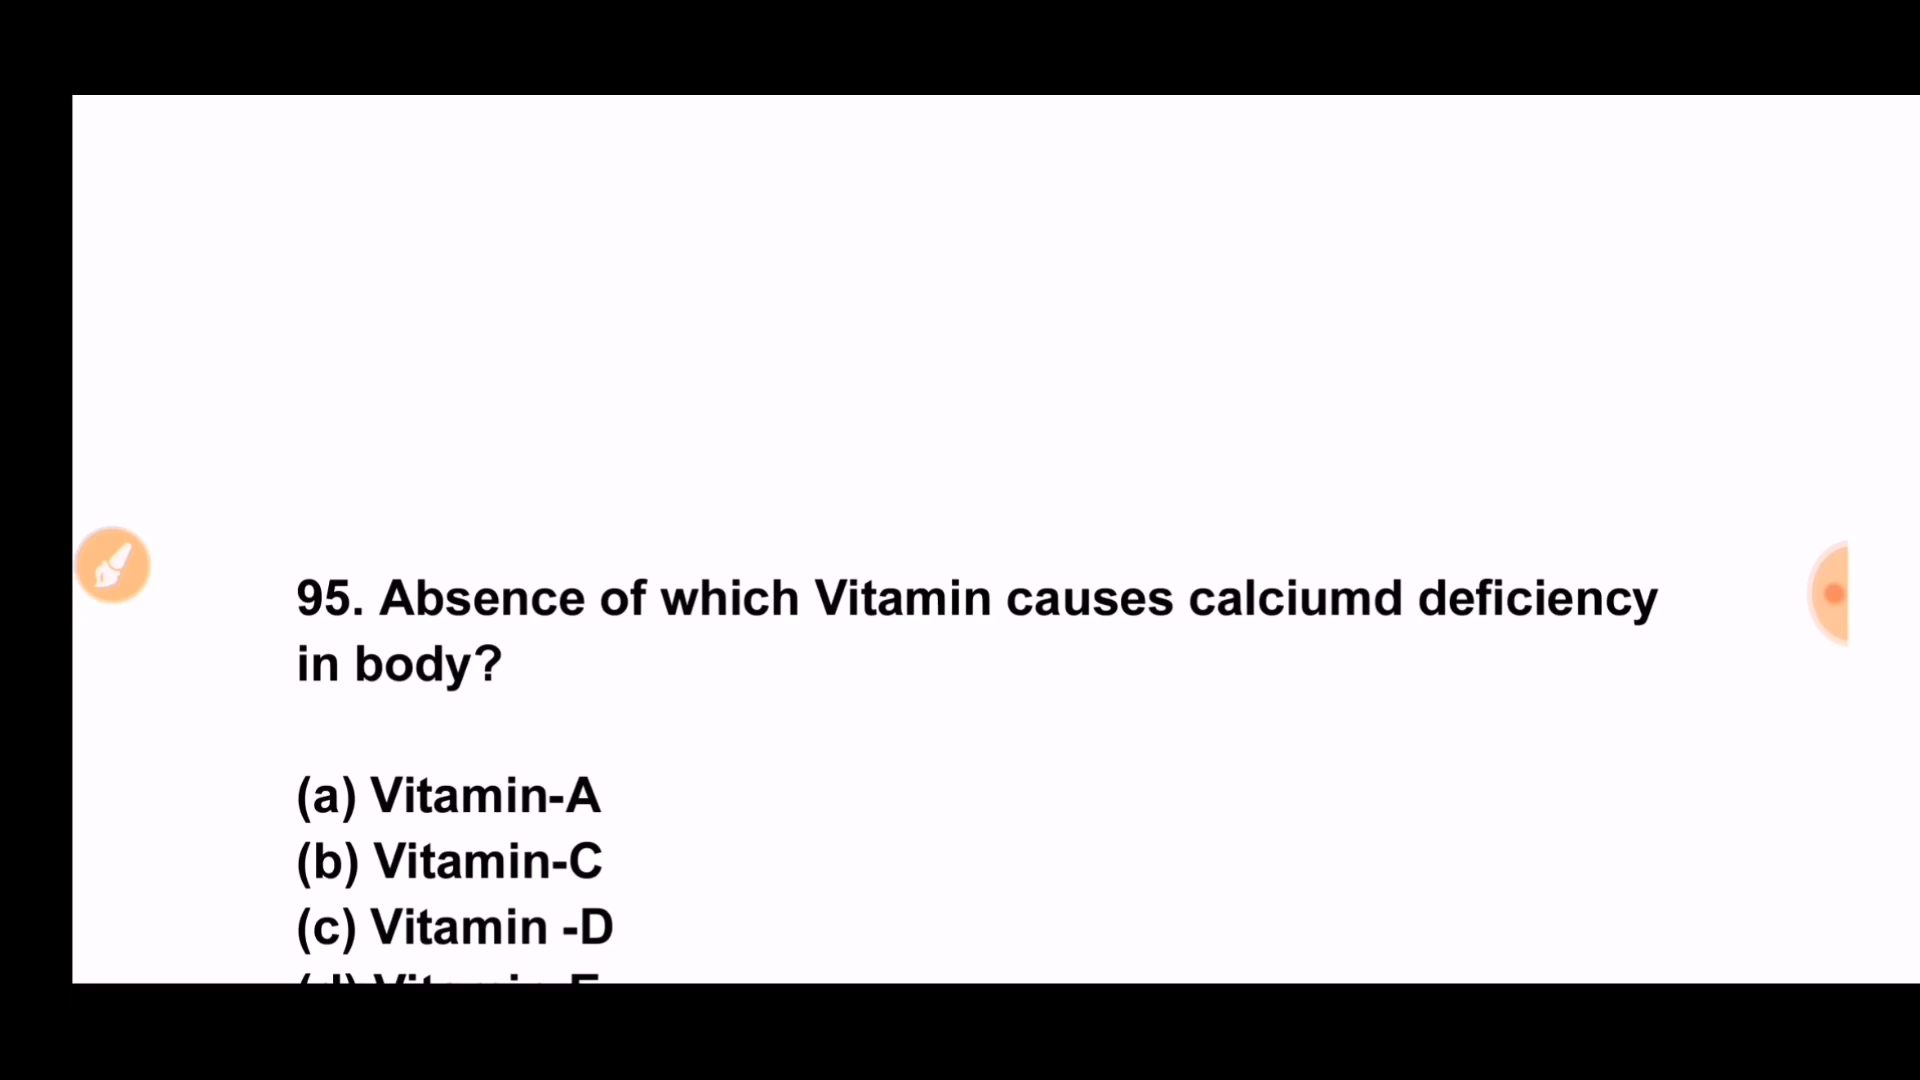 95. Absence of which Vitamin causes calciumd deficiency
in body?
(a) Vitamin-A
(b) Vitamin-C
(c) Vitamin -D